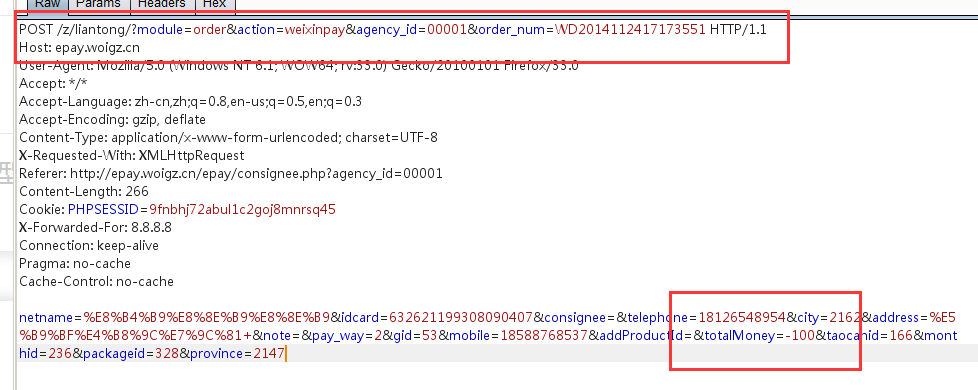 Raw Params Headers Hex
POST /z/liantong/?module=order&action=weixinpay&agency_id=00001&order_num=WD2014112417173551 HTTP/1.1
Host: epay.woigz.cn
User-Agent: Mozilla/5.0 (Windows NT 6.1; WOW64; rv:33.0) Gecko/20100101 Firefox/33.0
Accept: */*
Accept-Language: zh-cn,zh;q=0.8,en-us;q=0.5,en;q=0.3
Accept-Encoding: gzip, deflate
Content-Type: application/x-www-form-urlencoded; charset=UTF-8
X-Requested-With: XMLHttpRequest
Referer: http://epay.woigz.cn/epay/consignee.php?agency_id=00001
Content-Length: 266
Cookie: PHPSESSID=9fnbhj72abul1c2goj8mnrsq45
X-Forwarded-For: 8.8.8.8
Connection: keep-alive
Pragma: no-cache
Cache-Control: no-cache
netname=%E8%B4%B9%E8%8E%B9%E8%8E%B9&idcard=632621199308090407&consignee=&telephone=18126548954&city=2162&address=%E5
%B9%BF%E4%B8%9C%E7%9C%81+&note=&pay_way=2&gid=53&mobile=18588768537&addProductId=&totalMoney=-100&taocanid=166&mont
hid=236&packageid=328&province=2147